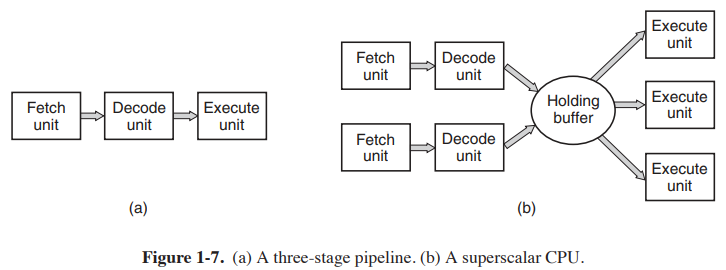 Fetch
unit
Decode
unit
Execute
unit
(a)
Fetch
unit
Decode
unit
Fetch
unit
Decode
unit
Holding
buffer
Execute
unit
Execute
unit
Execute
unit
(b)
Figure 1-7. (a) A three-stage pipeline. (b) A superscalar CPU.